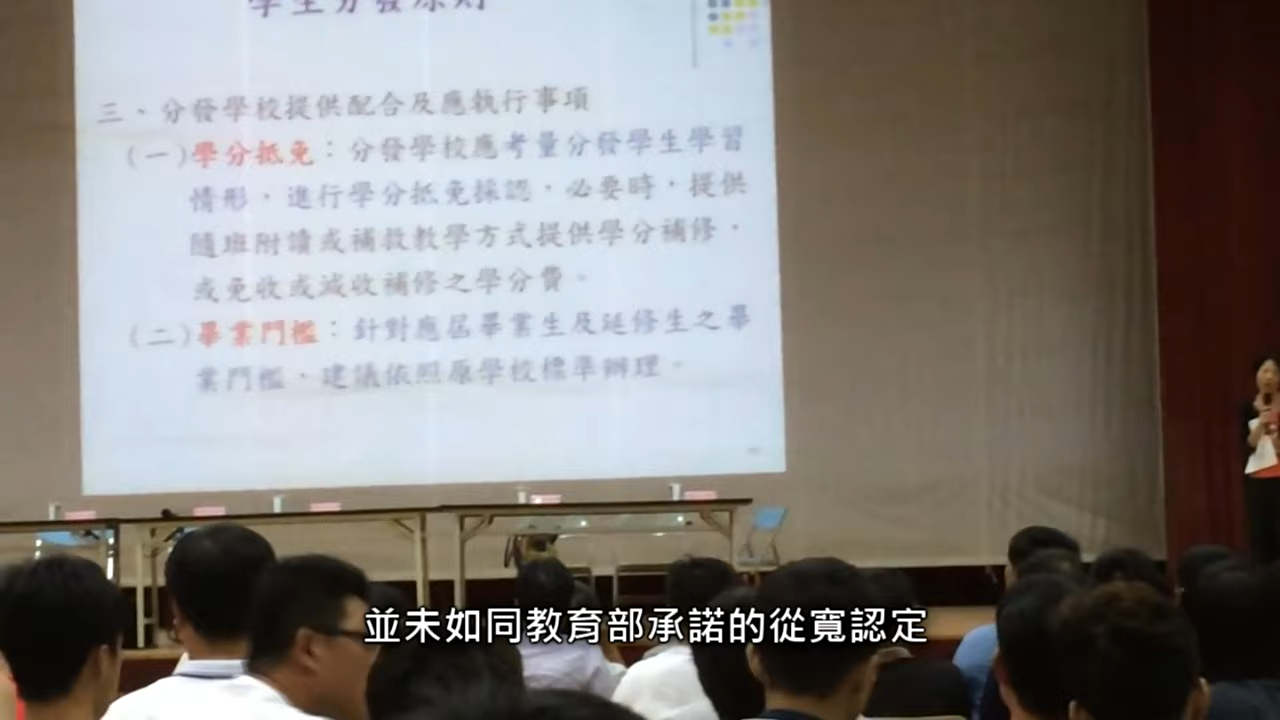 學生分發原則
三、分發學校提供配合及應執行事項
(一)學分抵免：分發學校應考量分發學生學習
情形，進行學分抵免採認，必要時，提供
隨班附讀或補救教學方式提供學分補修，
或免收或減收補修之學分費。
(二)畢業門檻：針對應屆畢業生及延修生之畢
業門檻，建議依照原學校標準辦理。
並未如同教育部承諾的從寬認定